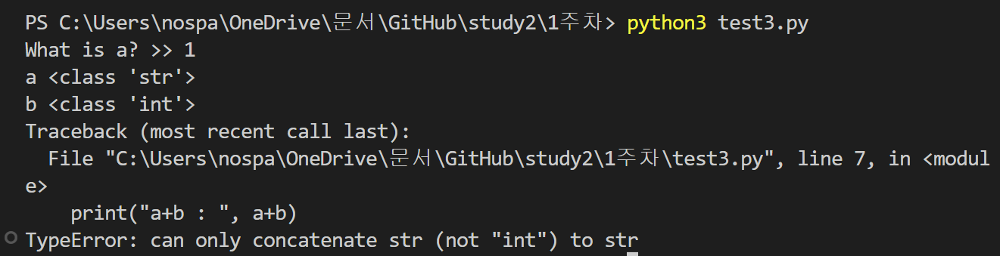 PS C:\Users\nospa\OneDrive\문서\GitHub\study2\1주차> python3 test3.py
What is a? >> 1
a <class 'str'>
b <class 'int'>
Traceback (most recent call last):
  File "C:\Users\nospa\OneDrive\문서\GitHub\study2\1주차\test3.py", line 7, in <modul
e>
    print("a+b : ", a+b)
TypeError: can only concatenate str (not "int") to str